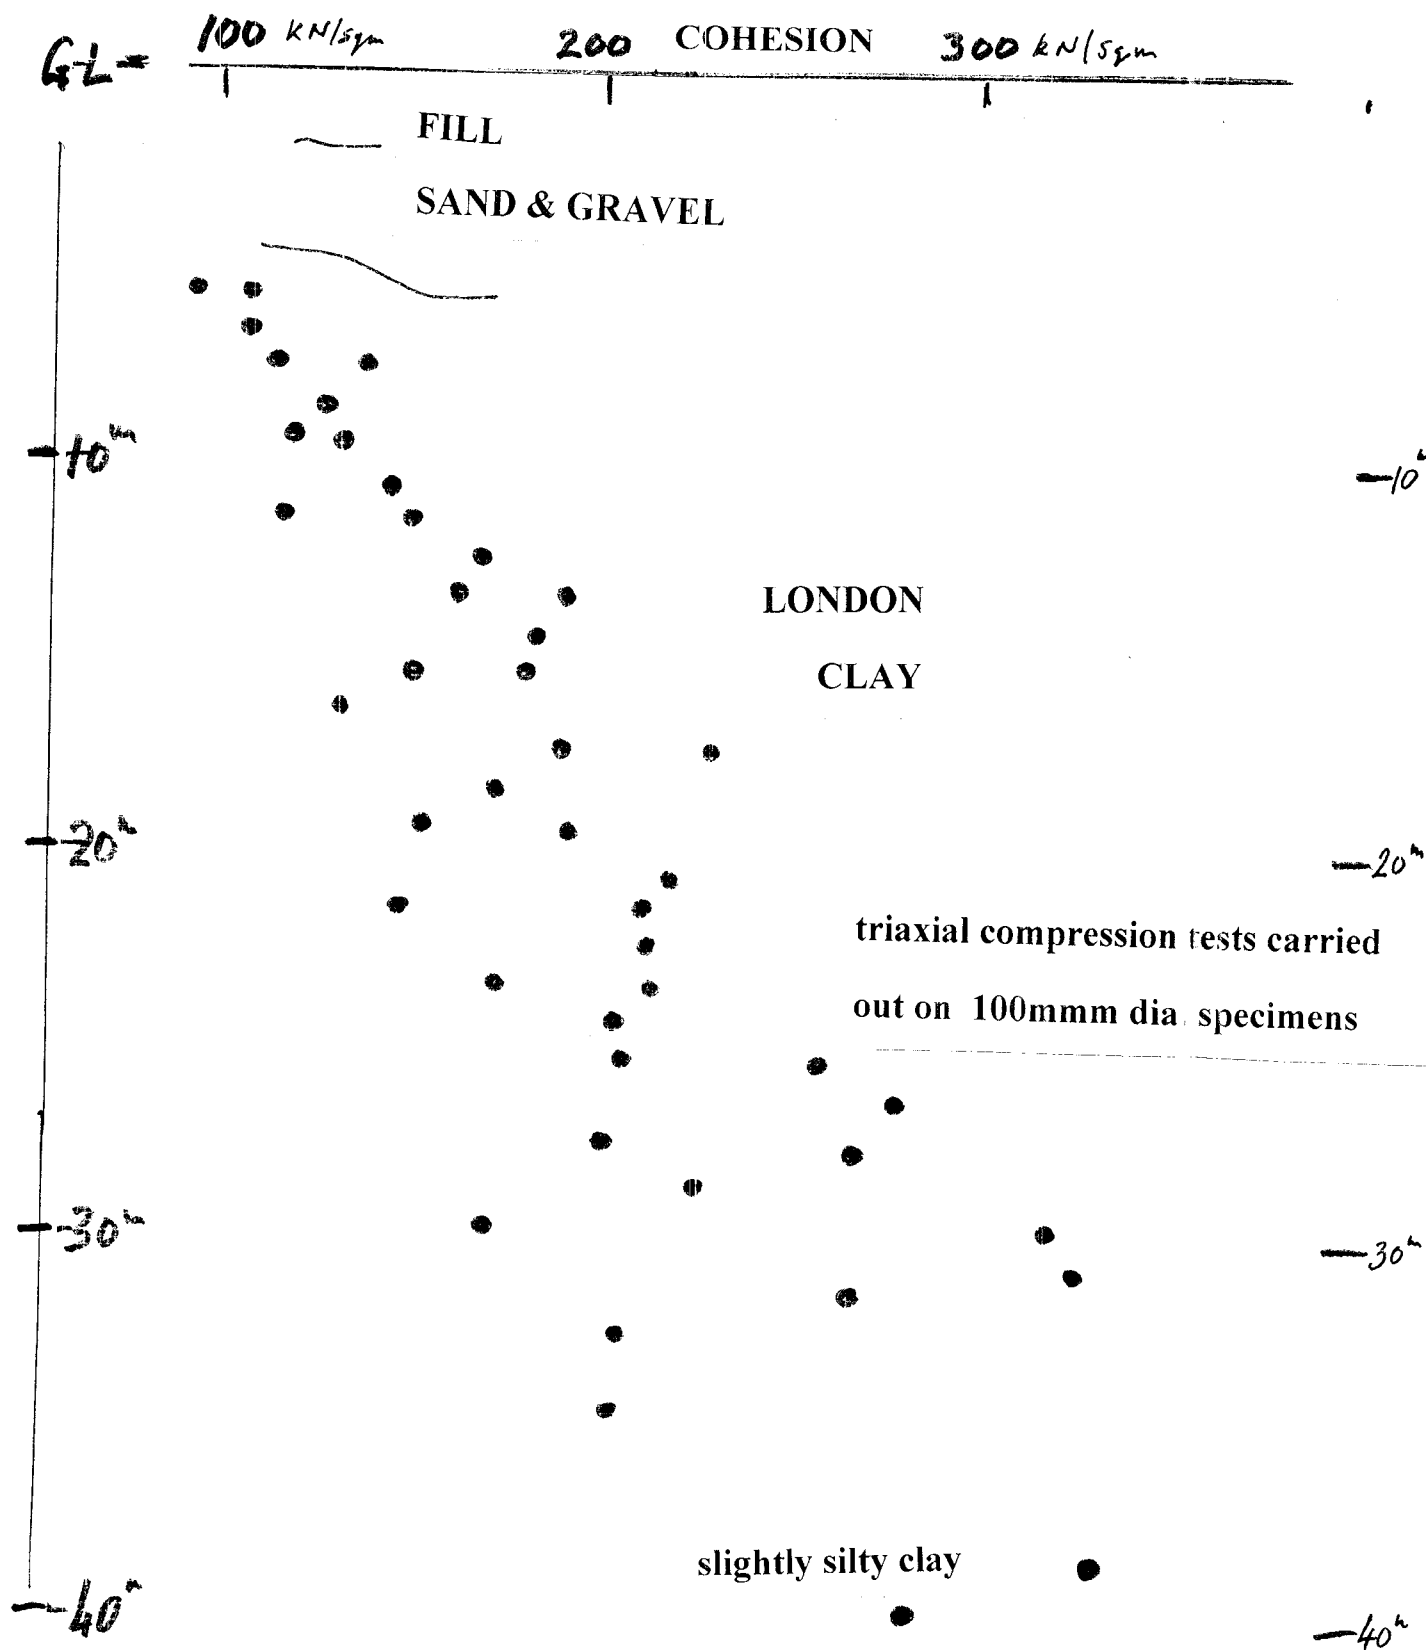 GL= 100 kN/sqm 200 COHESION 300 kN/sqm
FILL
SAND & GRAVEL
10m 10m
LONDON
CLAY
20m 20m
triaxial compression tests carried
out on 100mmm dia. specimens
30m 30m
slightly silty clay
40m 40m